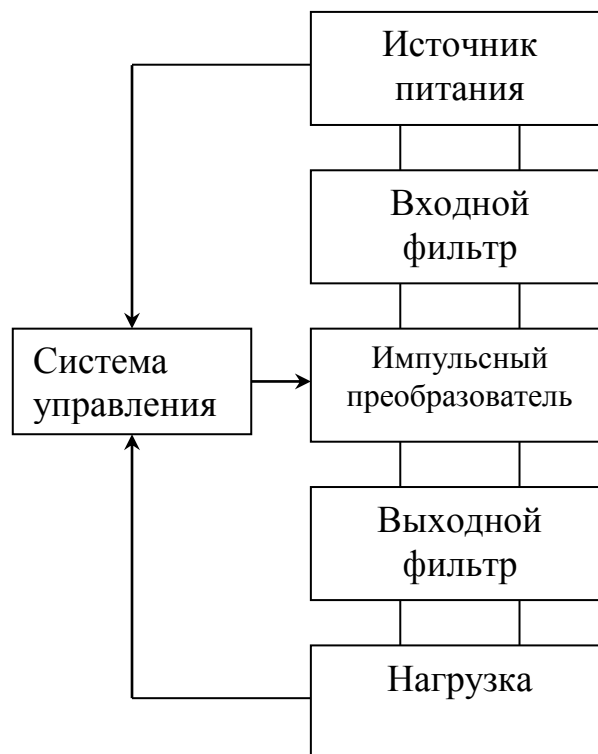 Источник
питания
Входной
фильтр
Система
управления
Импульсный
преобразователь
Выходной
фильтр
Нагрузка